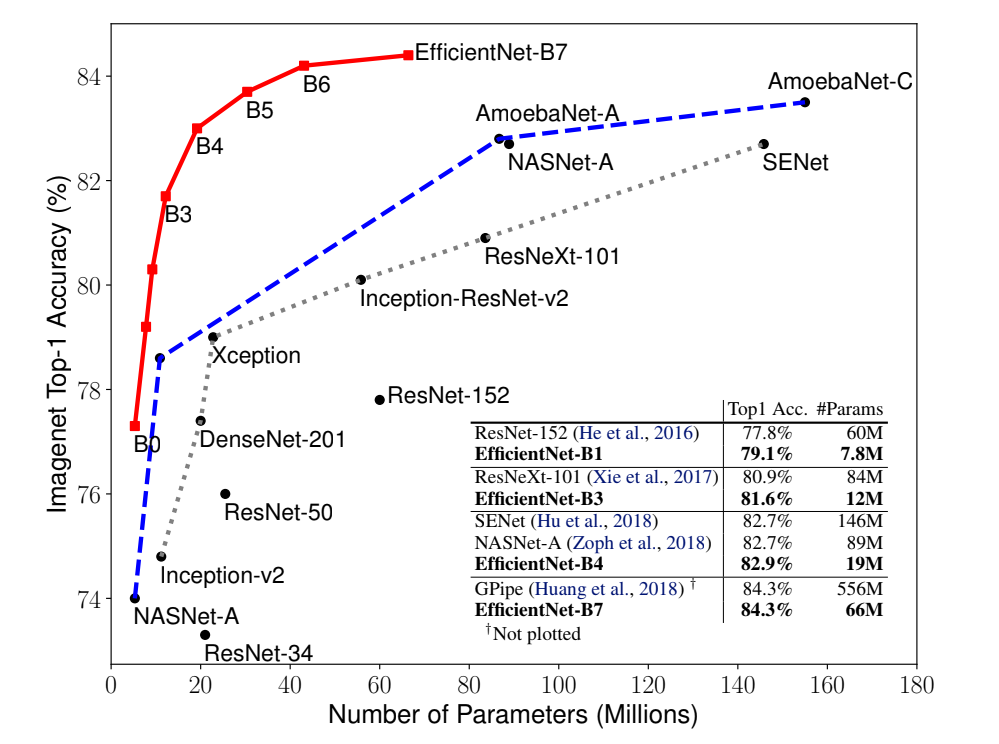 EfficientNet-B7
84
B6
AmoebaNet-C
B5
AmoebaNet-A
B4
NASNet-A
SENet
82
B3
ResNeXt-101
80
Inception-ResNet-v2
Xception
78
ResNet-152
B0
DenseNet-201
76
ResNet-50
Inception-v2
74
NASNet-A
ResNet-34
Imagenet Top-1 Accuracy (%)
0 20 40 60 80 100 120 140 160 180
Number of Parameters (Millions)
Top1 Acc. #Params
ResNet-152 (He et al., 2016) 77.8% 60M
EfficientNet-B1 79.1% 7.8M
ResNeXt-101 (Xie et al., 2017) 80.9% 84M
EfficientNet-B3 81.6% 12M
SENet (Hu et al., 2018) 82.7% 146M
NASNet-A (Zoph et al., 2018) 82.7% 89M
EfficientNet-B4 82.9% 19M
GPipe (Huang et al., 2018) † 84.3% 556M
EfficientNet-B7 84.3% 66M
†Not plotted